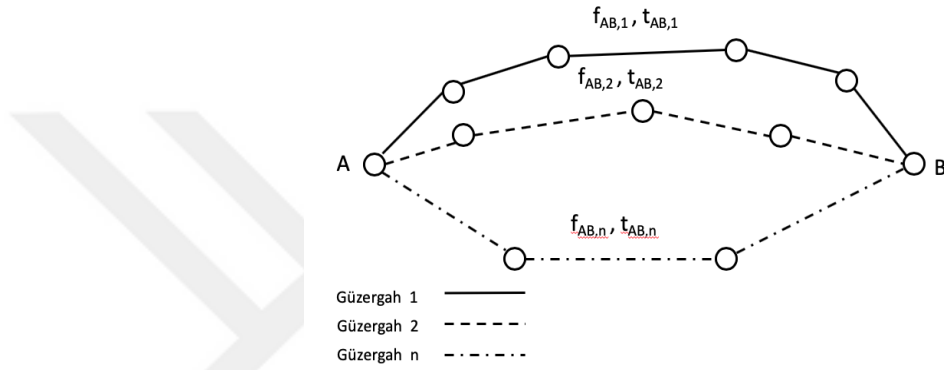 f_AB,1 , t_AB,1
f_AB,2 , t_AB,2
A
B
f_AB,n , t_AB,n
Güzergah 1
Güzergah 2
Güzergah n